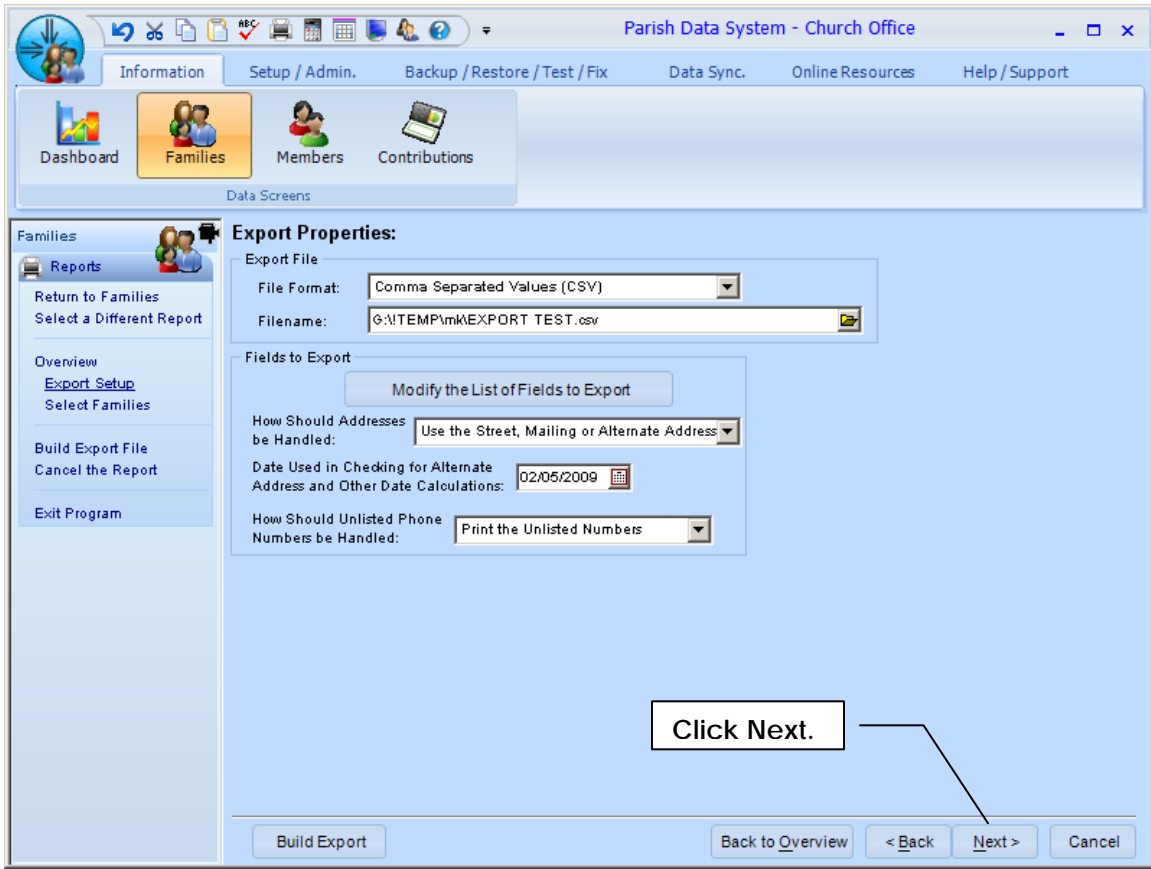 ABC
Parish Data System - Church Office
Information Setup / Admin. Backup / Restore / Test / Fix Data Sync. Online Resources Help / Support
Dashboard Families Members Contributions
Data Screens
Families
Reports
Return to Families
Select a Different Report
Overview
Export Setup
Select Families
Build Export File
Cancel the Report
Exit Program
Export Properties:
Export File
File Format: Comma Separated Values (CSV)
Filename: G:\!TEMP\mk\EXPORT TEST.csv
Fields to Export
Modify the List of Fields to Export
How Should Addresses
be Handled: Use the Street, Mailing or Alternate Address
Date Used in Checking for Alternate
Address and Other Date Calculations: 02/05/2009
How Should Unlisted Phone
Numbers be Handled: Print the Unlisted Numbers
Click Next.
Build Export Back to Overview < Back Next > Cancel